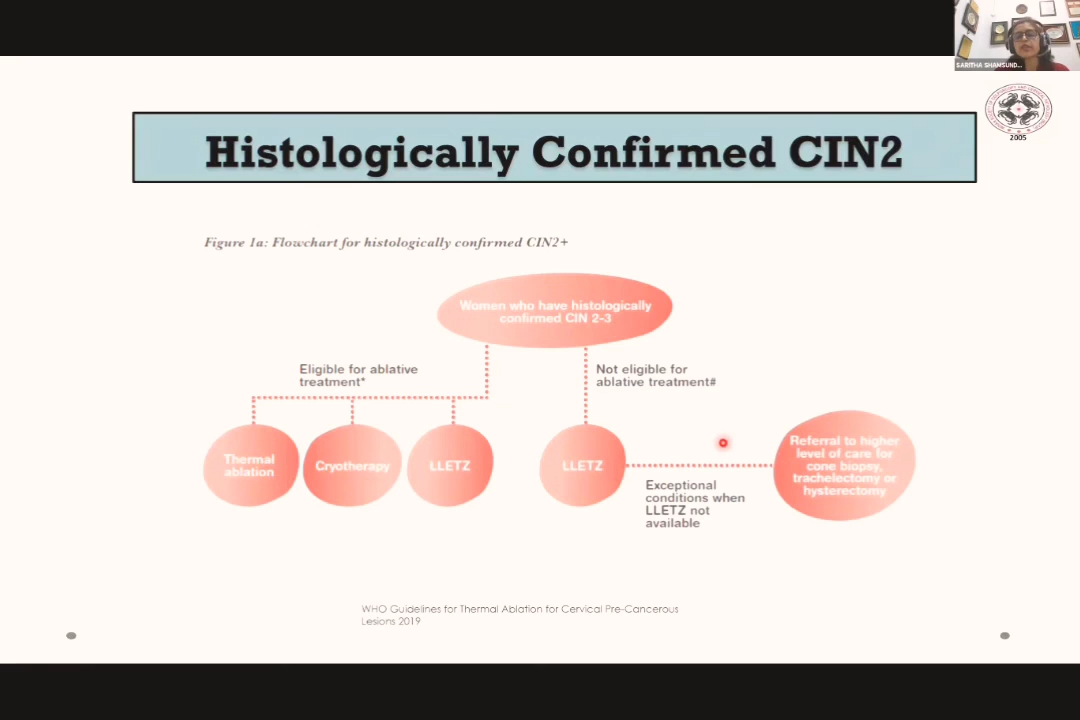 SARITHA SHAMSUND...
2005
Histologically Confirmed CIN2
Figure 1a: Flowchart for histologically confirmed CIN2+
Women who have histologically
confirmed CIN 2-3
Eligible for ablative
treatment*
Not eligible for
ablative treatment#
Thermal
ablation
Cryotherapy
LLETZ
LLETZ
Exceptional
conditions when
LLETZ not
available
Referral to higher
level of care for
cone biopsy,
trachelectomy or
hysterectomy
WHO Guidelines for Thermal Ablation for Cervical Pre-Cancerous
Lesions 2019